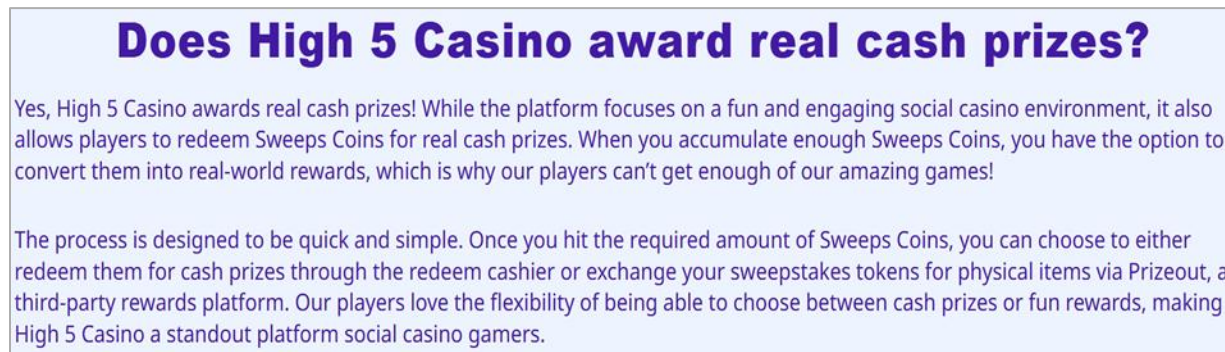 Does High 5 Casino award real cash prizes?
Yes, High 5 Casino awards real cash prizes! While the platform focuses on a fun and engaging social casino environment, it also
allows players to redeem Sweeps Coins for real cash prizes. When you accumulate enough Sweeps Coins, you have the option to
convert them into real-world rewards, which is why our players can’t get enough of our amazing games!
The process is designed to be quick and simple. Once you hit the required amount of Sweeps Coins, you can choose to either
redeem them for cash prizes through the redeem cashier or exchange your sweepstakes tokens for physical items via Prizeout, a
third-party rewards platform. Our players love the flexibility of being able to choose between cash prizes or fun rewards, making
High 5 Casino a standout platform social casino gamers.